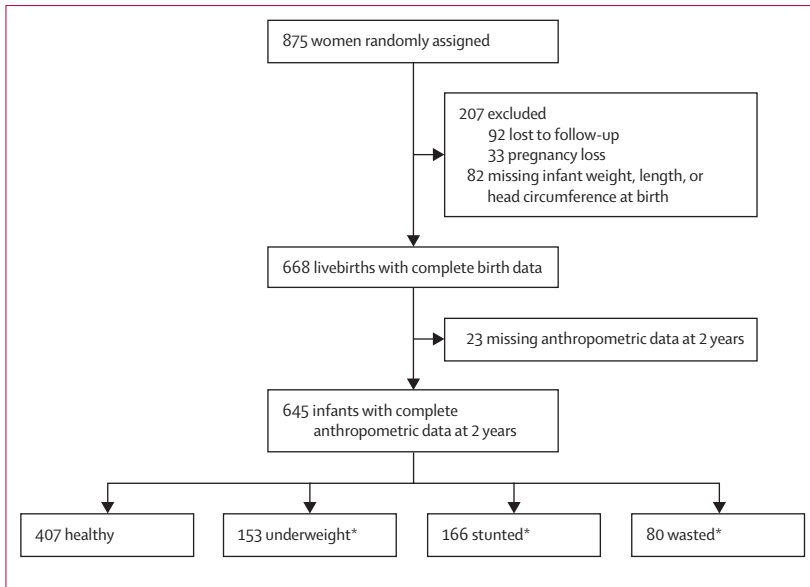 875 women randomly assigned
207 excluded
92 lost to follow-up
33 pregnancy loss
82 missing infant weight, length, or
head circumference at birth
668 livebirths with complete birth data
23 missing anthropometric data at 2 years
645 infants with complete
anthropometric data at 2 years
407 healthy
153 underweight*
166 stunted*
80 wasted*